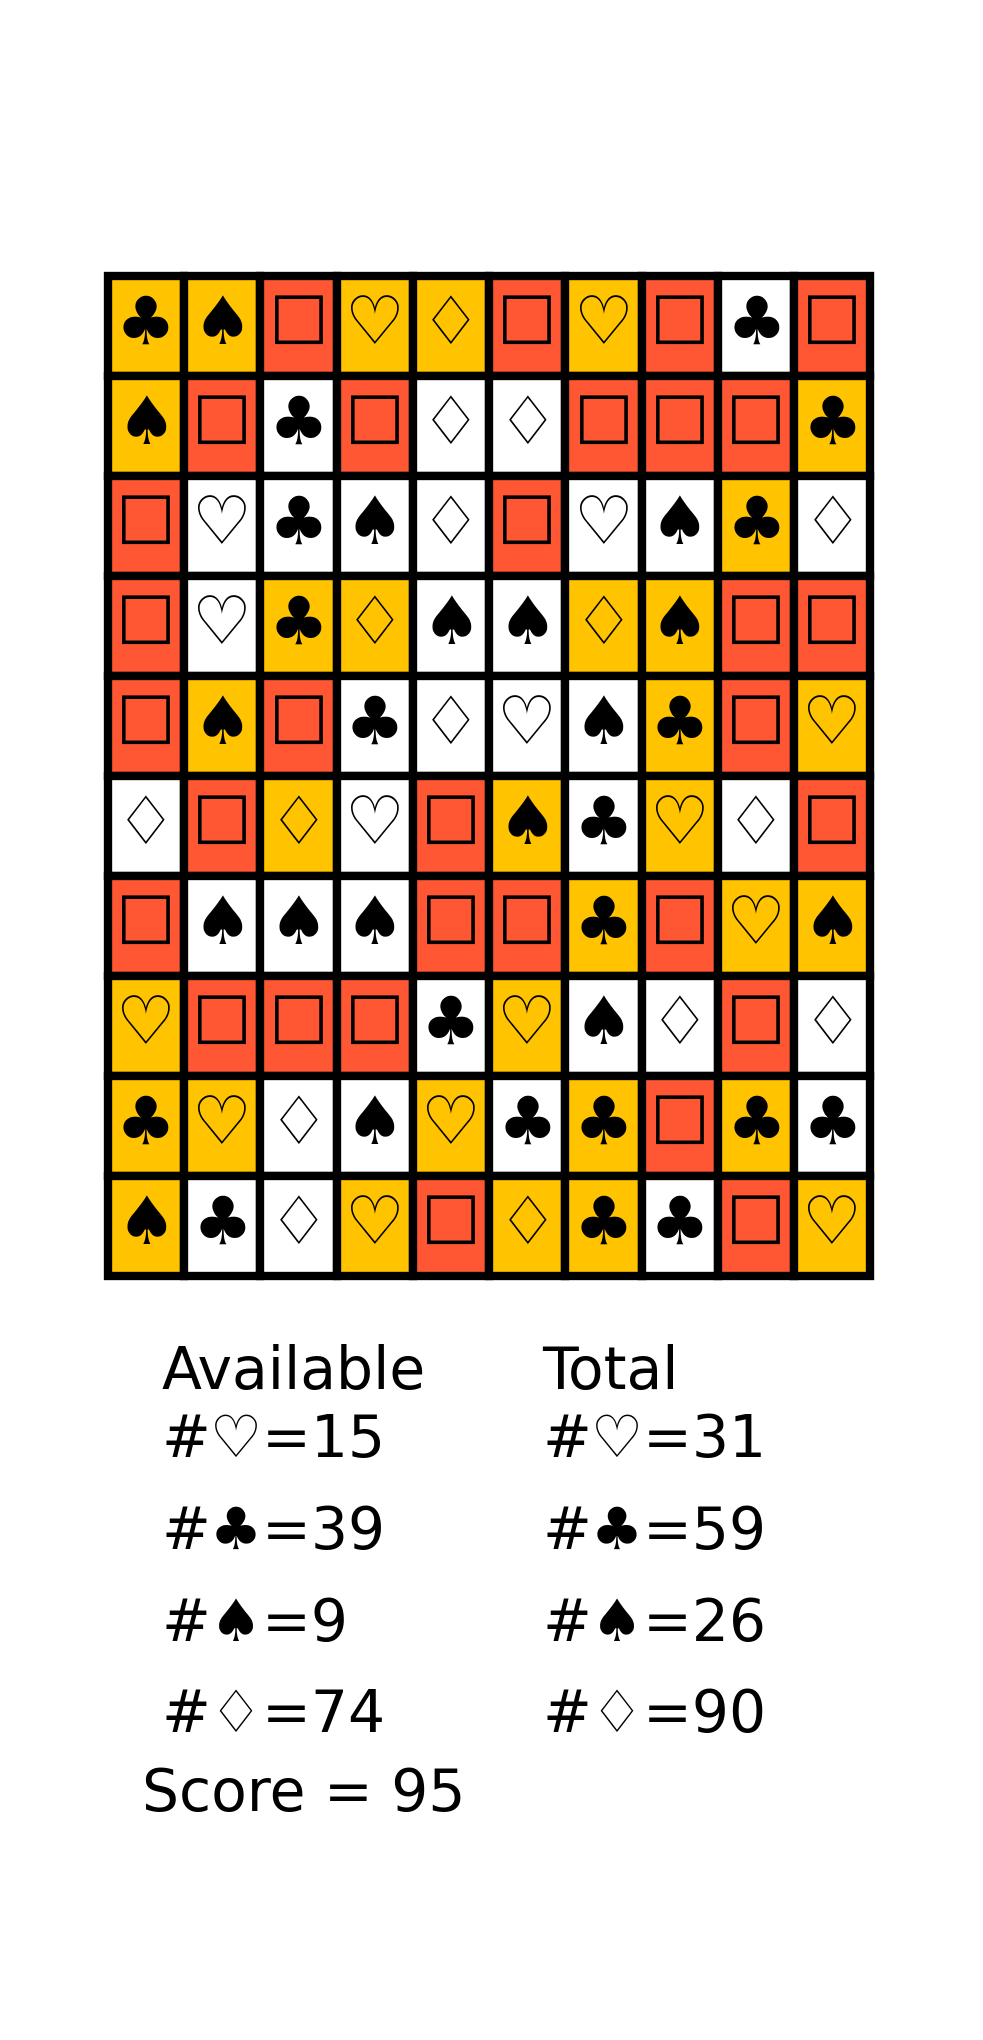 ♣ ♠ □ ♡ ♢ □ ♡ □ ♣ □
♠ □ ♣ □ ♢ ♢ □ □ □ ♣
□ ♡ ♣ ♠ ♢ □ ♡ ♠ ♣ ♢
□ ♡ ♣ ♢ ♠ ♠ ♢ ♠ □ □
□ ♠ □ ♣ ♢ ♡ ♠ ♣ □ ♡
♢ □ ♢ ♡ □ ♠ ♣ ♡ ♢ □
□ ♠ ♠ ♠ □ □ ♣ □ ♡ ♠
♡ □ □ □ ♣ ♡ ♠ ♢ □ ♢
♣ ♡ ♢ ♠ ♡ ♣ ♣ □ ♣ ♣
♠ ♣ ♢ ♡ □ ♢ ♣ ♣ □ ♡
Available Total
#♡=15 #♡=31
#♣=39 #♣=59
#♠=9 #♠=26
#♢=74 #♢=90
Score = 95